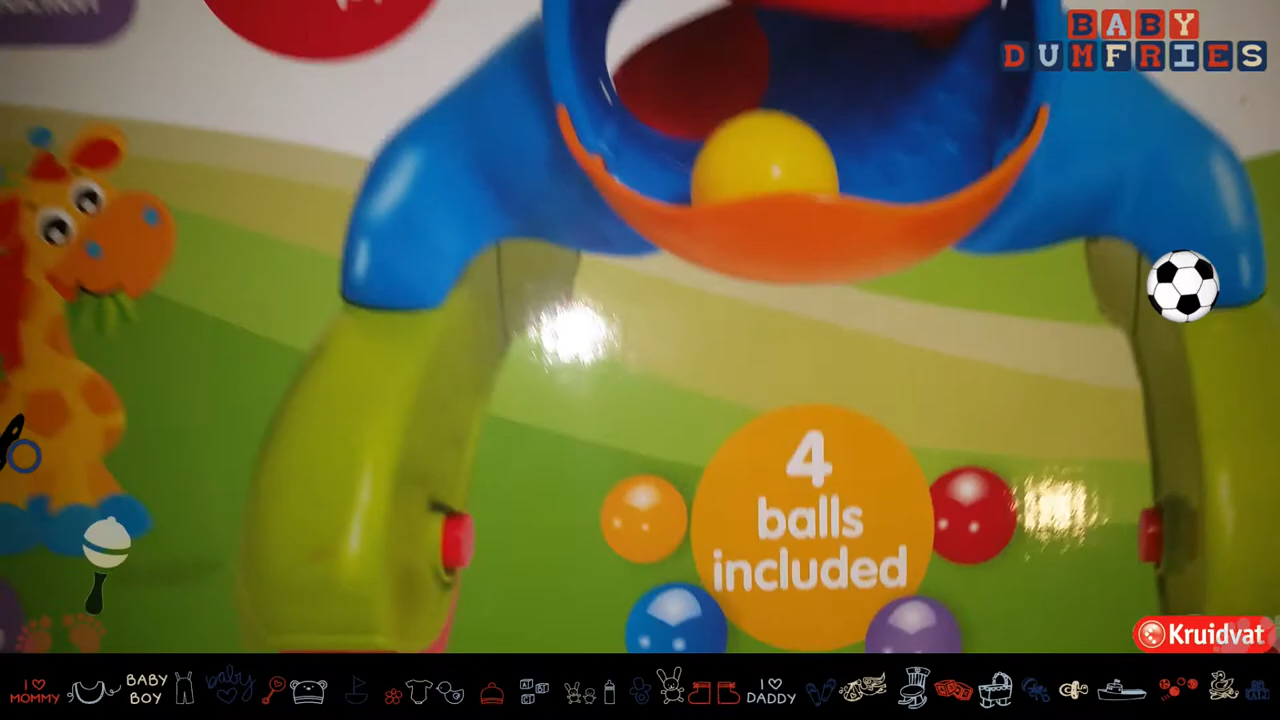 BABY
DUMFRIES
4
balls
included
Kruidvat
I ♡
MOMMY
BABY
BOY
baby
I ♡
DADDY